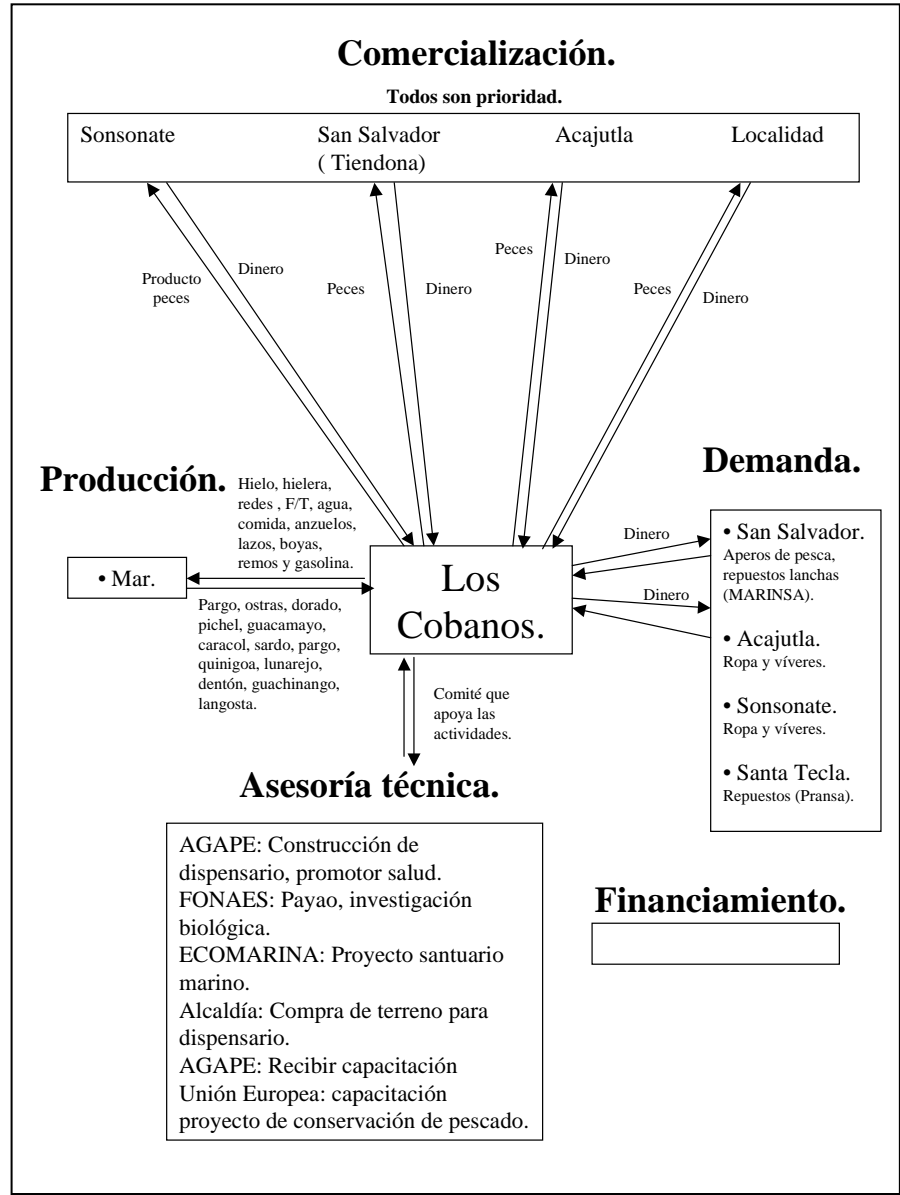 Comercialización.
Todos son prioridad.
Sonsonate
San Salvador
( Tiendona)
Acajutla
Localidad
Producto
peces
Dinero
Peces
Dinero
Peces
Dinero
Peces
Dinero
Producción.
Hielo, hielera,
redes , F/T, agua,
comida, anzuelos,
lazos, boyas,
remos y gasolina.
• Mar.
Pargo, ostras, dorado,
pichel, guacamayo,
caracol, sardo, pargo,
quinigoa, lunarejo,
dentón, guachinango,
langosta.
Los
Cobanos.
Demanda.
Dinero
Dinero
• San Salvador.
Aperos de pesca,
repuestos lanchas
(MARINSA).
• Acajutla.
Ropa y víveres.
• Sonsonate.
Ropa y víveres.
• Santa Tecla.
Repuestos (Pransa).
Comité que
apoya las
actividades.
Asesoría técnica.
AGAPE: Construcción de
dispensario, promotor salud.
FONAES: Payao, investigación
biológica.
ECOMARINA: Proyecto santuario
marino.
Alcaldía: Compra de terreno para
dispensario.
AGAPE: Recibir capacitación
Unión Europea: capacitación
proyecto de conservación de pescado.
Financiamiento.